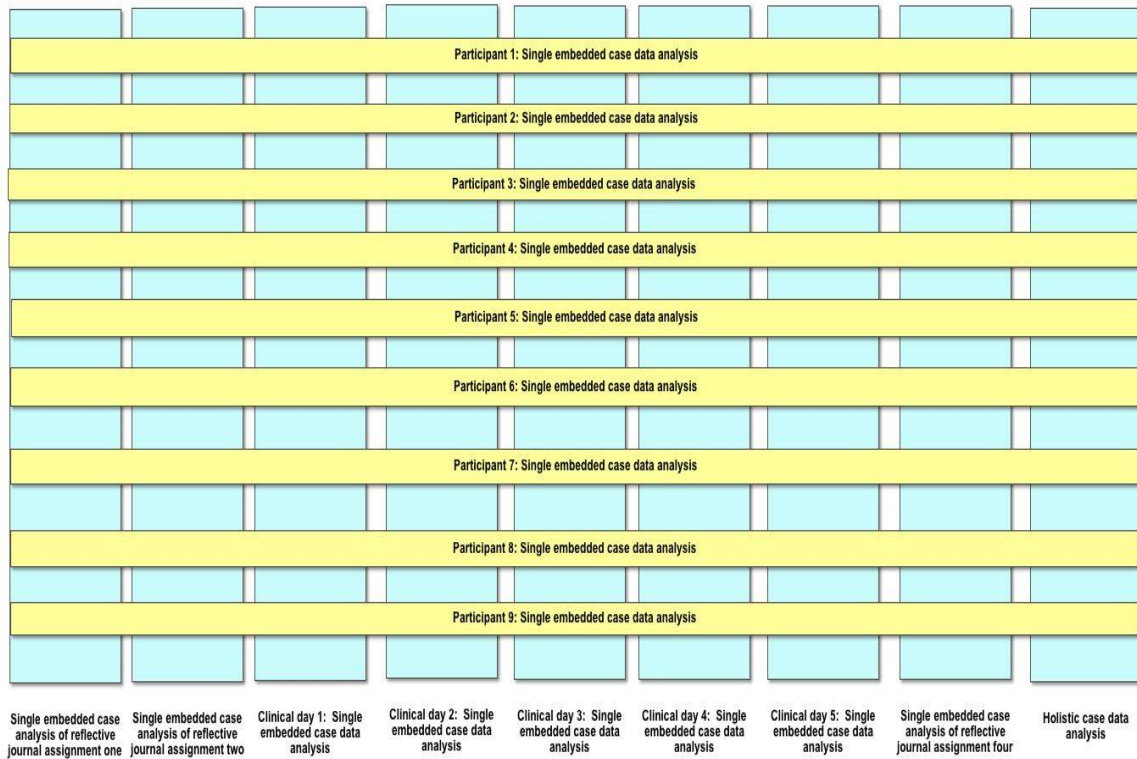 Participant 1: Single embedded case data analysis
Participant 2: Single embedded case data analysis
Participant 3: Single embedded case data analysis
Participant 4: Single embedded case data analysis
Participant 5: Single embedded case data analysis
Participant 6: Single embedded case data analysis
Participant 7: Single embedded case data analysis
Participant 8: Single embedded case data analysis
Participant 9: Single embedded case data analysis
Single embedded case
analysis of reflective
journal assignment one
Single embedded case
analysis of reflective
journal assignment two
Clinical day 1: Single
embedded case data
analysis
Clinical day 2: Single
embedded case data
analysis
Clinical day 3: Single
embedded case data
analysis
Clinical day 4: Single
embedded case data
analysis
Clinical day 5: Single
embedded case data
analysis
Single embedded case
analysis of reflective
journal assignment four
Holistic case data
analysis